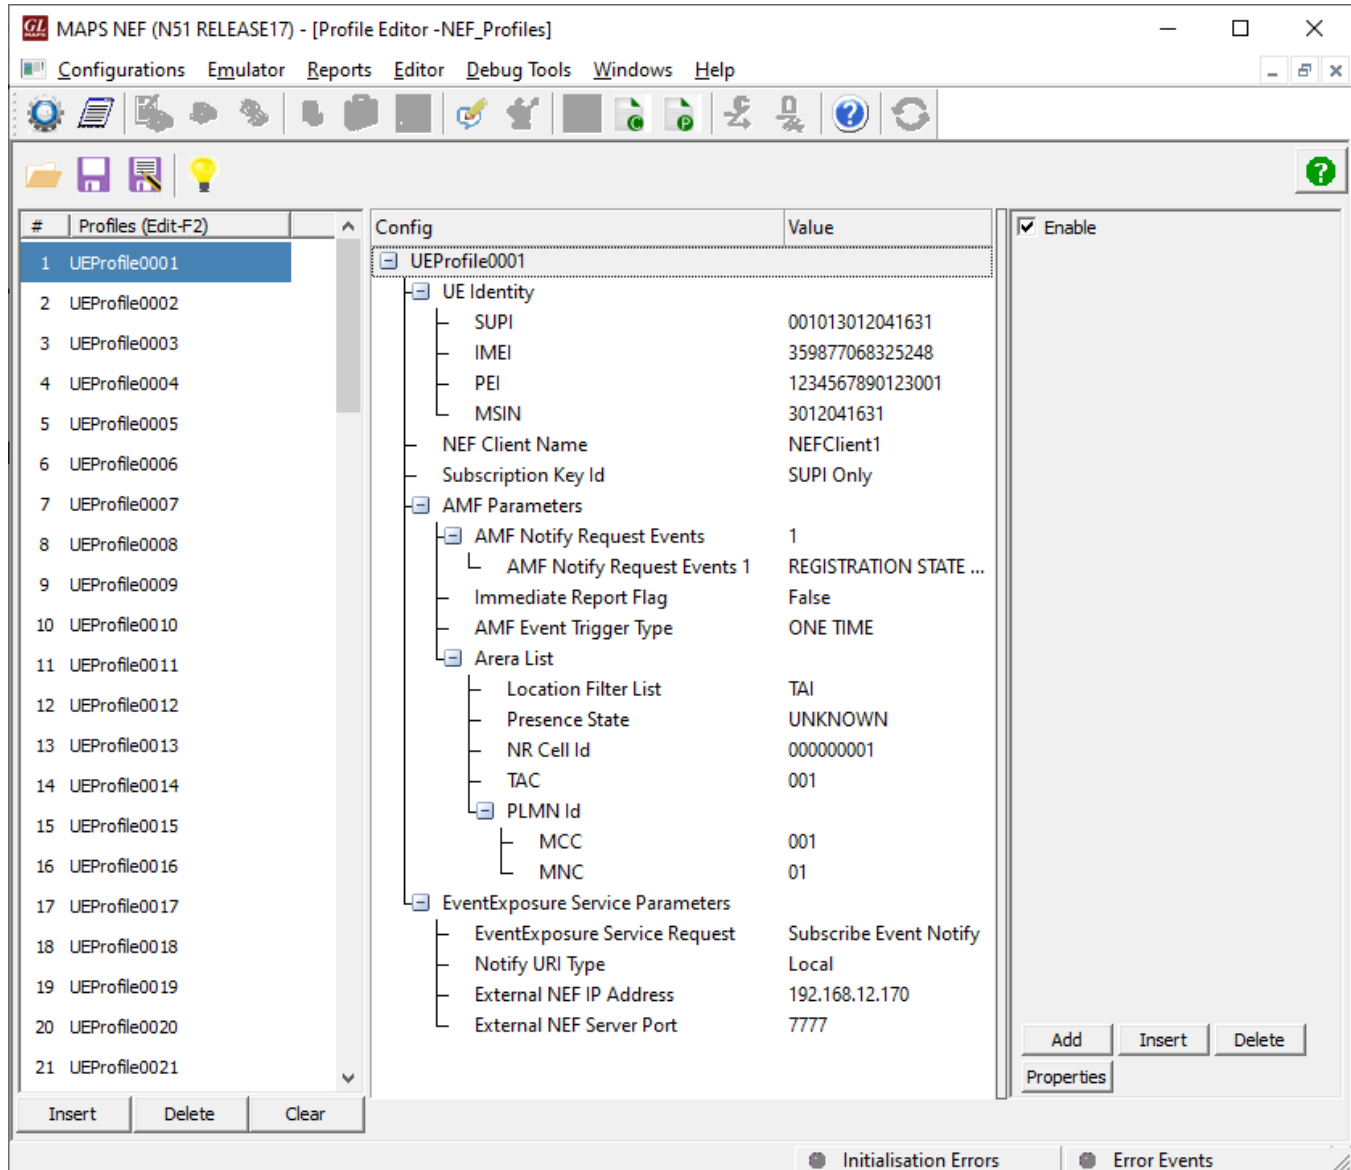 GL MAPS MAPS NEF (N51 RELEASE17) - [Profile Editor -NEF_Profiles]
Configurations Emulator Reports Editor Debug Tools Windows Help
C P ?
?
# Profiles (Edit-F2)
1 UEProfile0001
2 UEProfile0002
3 UEProfile0003
4 UEProfile0004
5 UEProfile0005
6 UEProfile0006
7 UEProfile0007
8 UEProfile0008
9 UEProfile0009
10 UEProfile0010
11 UEProfile0011
12 UEProfile0012
13 UEProfile0013
14 UEProfile0014
15 UEProfile0015
16 UEProfile0016
17 UEProfile0017
18 UEProfile0018
19 UEProfile0019
20 UEProfile0020
21 UEProfile0021
Insert Delete Clear
Config Value
UEProfile0001
UE Identity
SUPI 001013012041631
IMEI 359877068325248
PEI 1234567890123001
MSIN 3012041631
NEF Client Name NEFClient1
Subscription Key Id SUPI Only
AMF Parameters
AMF Notify Request Events 1
AMF Notify Request Events 1 REGISTRATION STATE ...
Immediate Report Flag False
AMF Event Trigger Type ONE TIME
Arera List
Location Filter List TAI
Presence State UNKNOWN
NR Cell Id 000000001
TAC 001
PLMN Id
MCC 001
MNC 01
EventExposure Service Parameters
EventExposure Service Request Subscribe Event Notify
Notify URI Type Local
External NEF IP Address 192.168.12.170
External NEF Server Port 7777
Enable
Add Insert Delete
Properties
Initialisation Errors Error Events